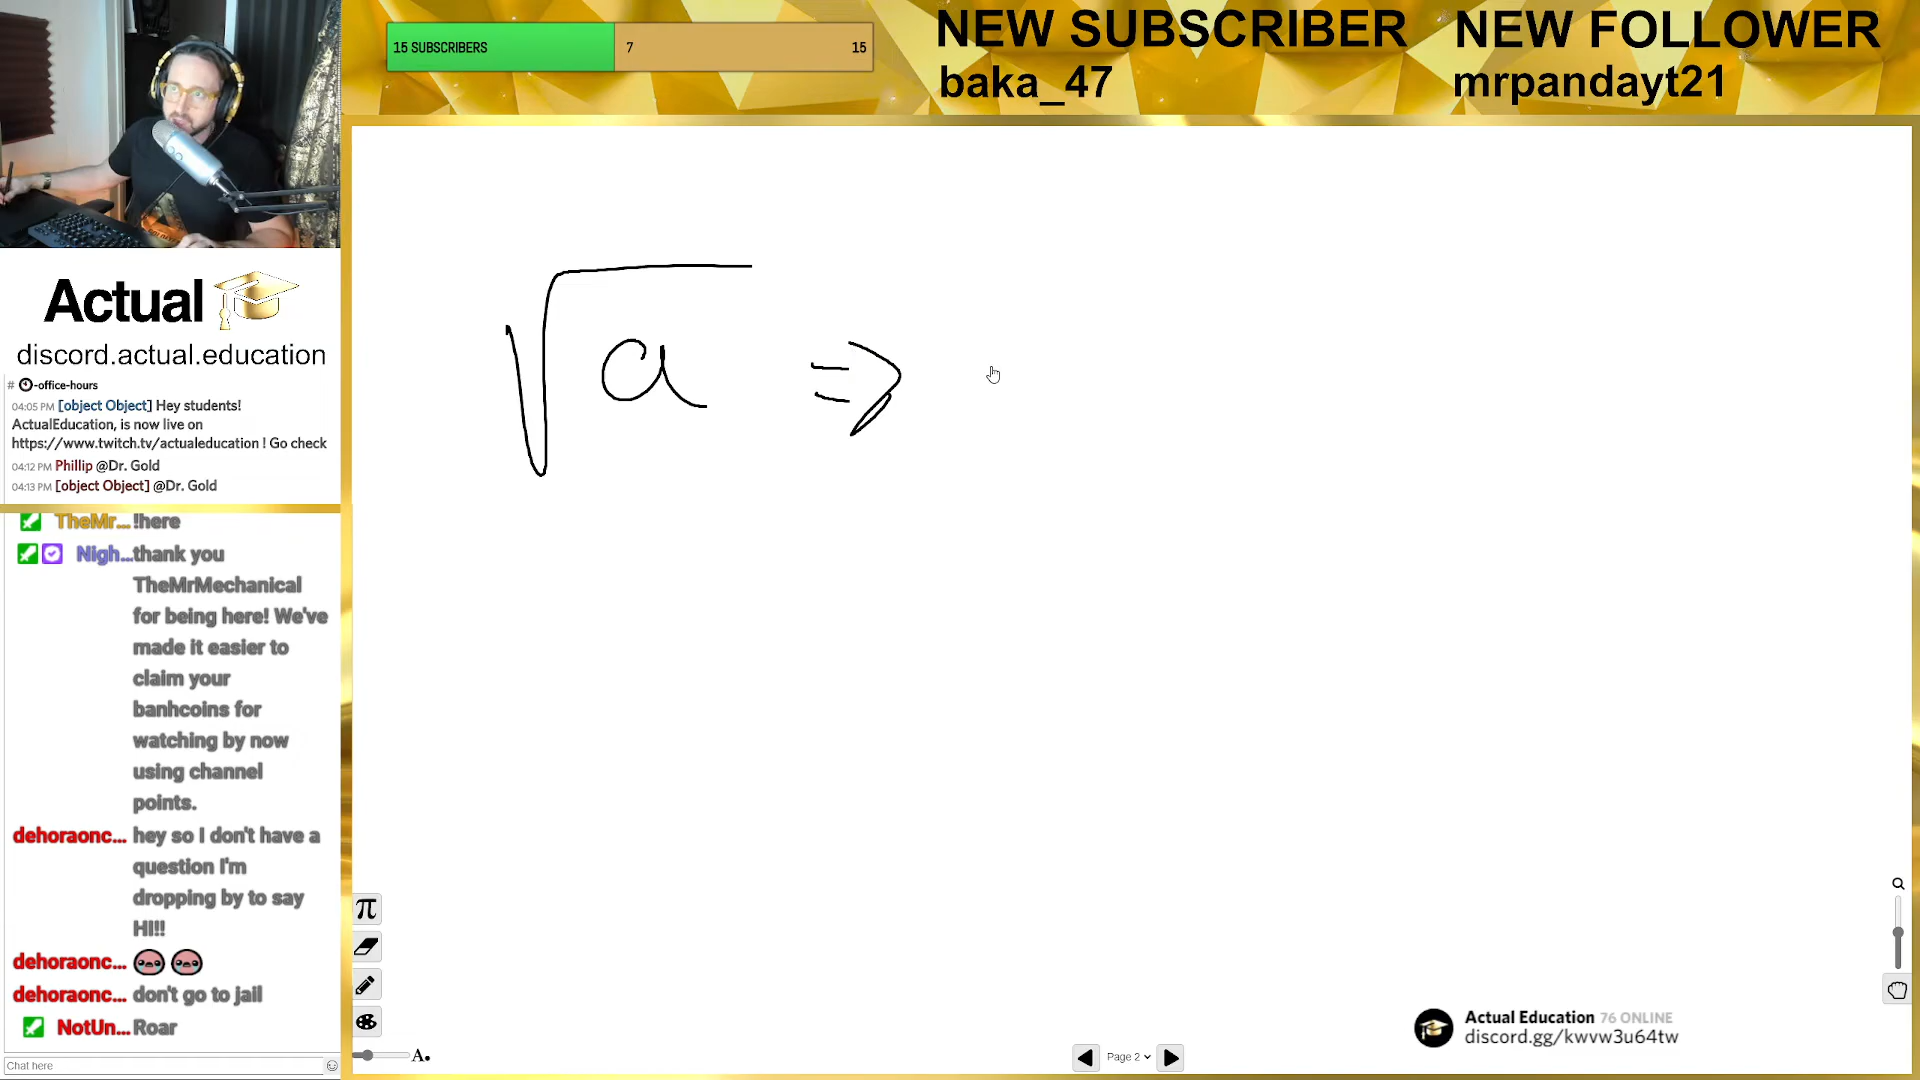 15 SUBSCRIBERS 7 15
NEW SUBSCRIBER
baka_47
NEW FOLLOWER
mrpandayt21
√a ⇒
Actual
discord.actual.education
# -office-hours
04:05 PM [object Object] Hey students!
ActualEducation, is now live on
https://www.twitch.tv/actualeducation ! Go check
04:12 PM Phillip @Dr. Gold
04:13 PM [object Object] @Dr. Gold
TheMr... !here
Nigh... thank you
TheMrMechanical
for being here! We've
made it easier to
claim your
banhcoins for
watching by now
using channel
points.
dehoraonc... hey so I don't have a
question I'm
dropping by to say
HI!!
dehoraonc...
dehoraonc... don't go to jail
NotUn... Roar
Chat here
π
A.
Page 2
Actual Education 76 ONLINE
discord.gg/kwvw3u64tw